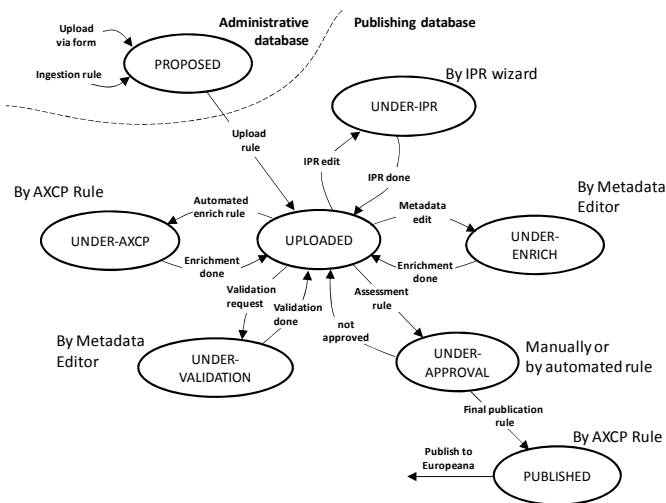 Upload
via form
Administrative
database
Publishing database
PROPOSED
Ingestion rule
By IPR wizard
UNDER-IPR
Upload
rule
IPR edit
IPR done
By AXCP Rule
Automated
enrich rule
Metadata
edit
By Metadata
Editor
UNDER-AXCP
UPLOADED
UNDER-
ENRICH
Enrichment
done
Enrichment
done
Validation
request
Validation
done
Assessment
rule
not
approved
By Metadata
Editor
UNDER-
VALIDATION
UNDER-
APPROVAL
Manually or
by automated rule
Final publication
rule
By AXCP Rule
Publish to
Europeana
PUBLISHED